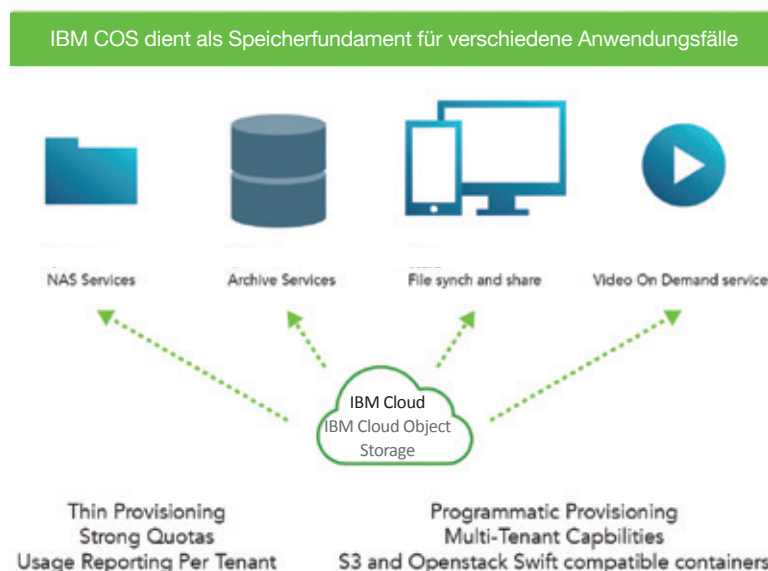 IBM COS dient als Speicherfundament für verschiedene Anwendungsfälle
NAS Services
Archive Services
File synch and share
Video On Demand service
IBM Cloud
IBM Cloud Object
Storage
Thin Provisioning
Strong Quotas
Usage Reporting Per Tenant
Programmatic Provisioning
Multi-Tenant Capbilities
S3 and Openstack Swift compatible containers